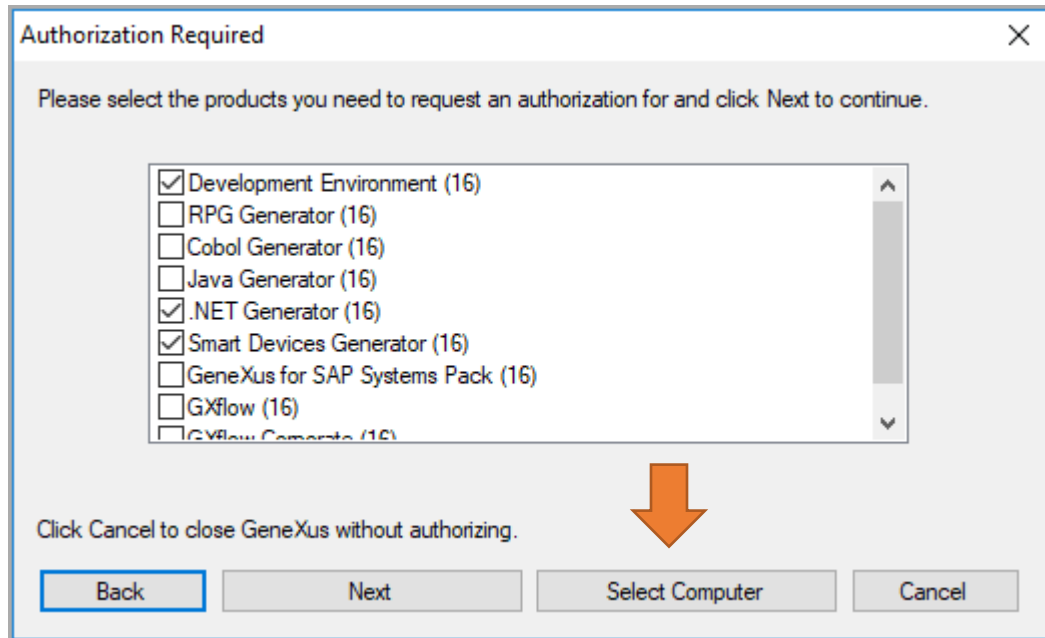 Authorization Required
Please select the products you need to request an authorization for and click Next to continue.
Development Environment (16)
RPG Generator (16)
Cobol Generator (16)
Java Generator (16)
.NET Generator (16)
Smart Devices Generator (16)
GeneXus for SAP Systems Pack (16)
GXflow (16)
GXflow Corporate (16)
Click Cancel to close GeneXus without authorizing.
Back Next Select Computer Cancel